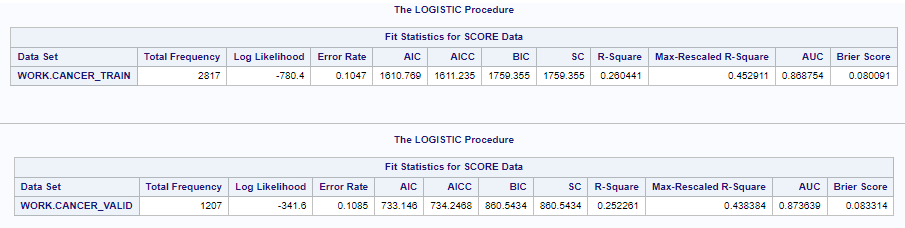 The LOGISTIC Procedure
Fit Statistics for SCORE Data
Data Set Total Frequency Log Likelihood Error Rate AIC AICC BIC SC R-Square Max-Rescaled R-Square AUC Brier Score
WORK.CANCER_TRAIN 2817 -780.4 0.1047 1610.769 1611.235 1759.355 1759.355 0.260441 0.452911 0.868754 0.080091
The LOGISTIC Procedure
Fit Statistics for SCORE Data
Data Set Total Frequency Log Likelihood Error Rate AIC AICC BIC SC R-Square Max-Rescaled R-Square AUC Brier Score
WORK.CANCER_VALID 1207 -341.6 0.1085 733.146 734.2468 860.5434 860.5434 0.252261 0.438384 0.873639 0.083314